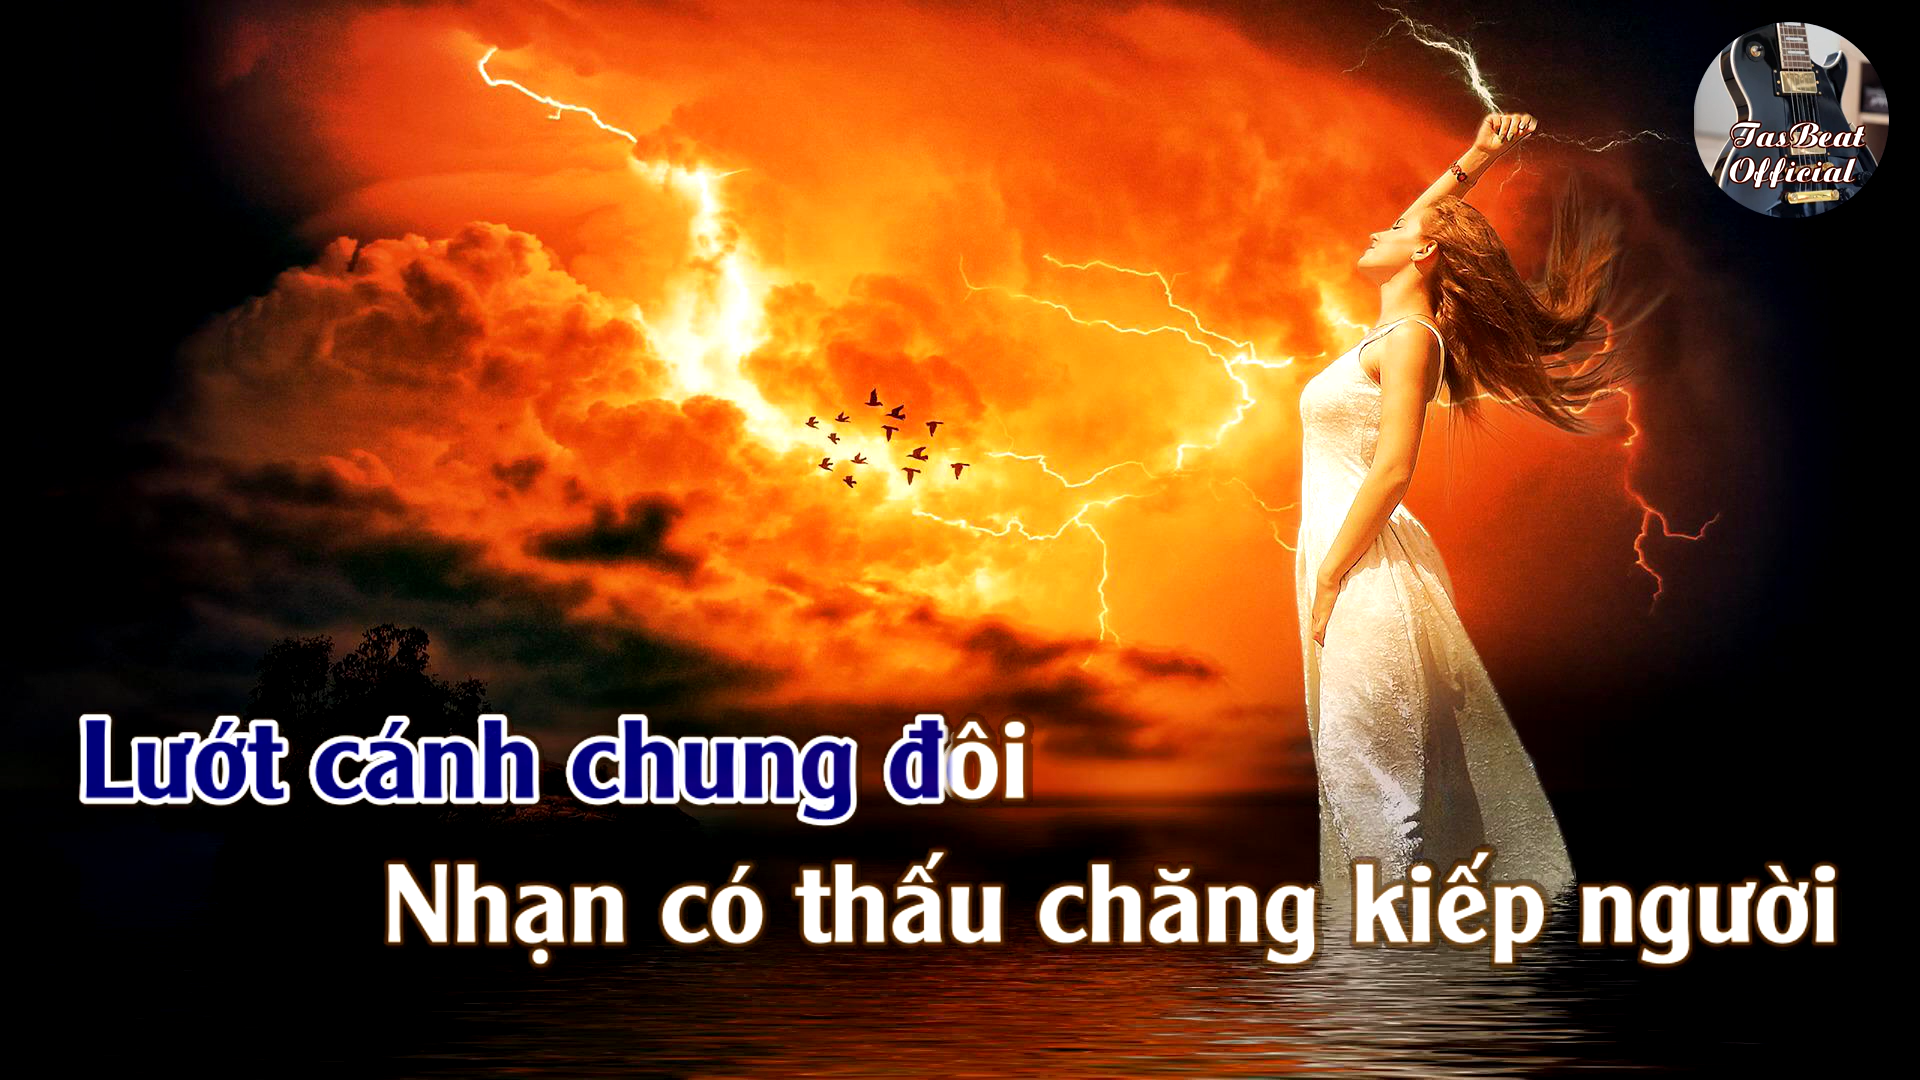 TasBeat
Official
Lướt cánh chung đôi
Nhạn có thấu chăng kiếp người